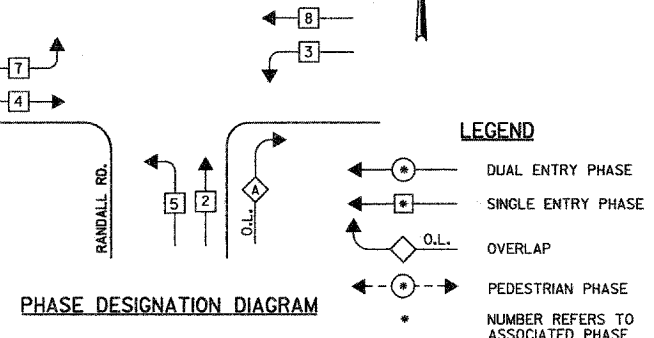 8
3
7
4
RANDALL RD.
5
2
A
O.L.
PHASE DESIGNATION DIAGRAM
LEGEND
* DUAL ENTRY PHASE
* SINGLE ENTRY PHASE
O.L. OVERLAP
* PEDESTRIAN PHASE
* NUMBER REFERS TO
ASSOCIATED PHASE